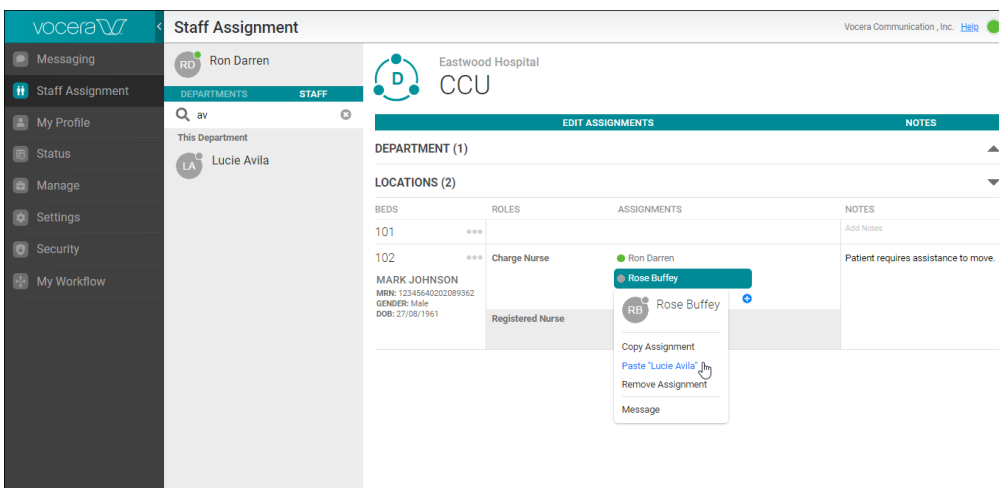 vocera
Staff Assignment
Vocera Communication , Inc. Help
Messaging
Staff Assignment
My Profile
Status
Manage
Settings
Security
My Workflow
RD
Ron Darren
DEPARTMENTS STAFF
av
This Department
LA
Lucie Avila
D
Eastwood Hospital
CCU
EDIT ASSIGNMENTS NOTES
DEPARTMENT (1)
LOCATIONS (2)
BEDS ROLES ASSIGNMENTS NOTES
101 Add Notes
102 Charge Nurse Ron Darren Patient requires assistance to move.
MARK JOHNSON Rose Buffey
MRN: 12345640202089362
GENDER: Male
DOB: 27/08/1961
Registered Nurse
RB
Rose Buffey
Copy Assignment
Paste "Lucie Avila"
Remove Assignment
Message